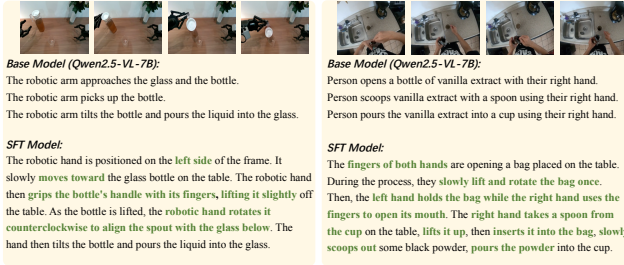 Base Model (Qwen2.5-VL-7B):
The robotic arm approaches the glass and the bottle.
The robotic arm picks up the bottle.
The robotic arm tilts the bottle and pours the liquid into the glass.
SFT Model:
The robotic hand is positioned on the left side of the frame. It
slowly moves toward the glass bottle on the table. The robotic hand
then grips the bottle's handle with its fingers, lifting it slightly off
the table. As the bottle is lifted, the robotic hand rotates it
counterclockwise to align the spout with the glass below. The
hand then tilts the bottle and pours the liquid into the glass.
Base Model (Qwen2.5-VL-7B):
Person opens a bottle of vanilla extract with their right hand.
Person scoops vanilla extract with a spoon using their right hand.
Person pours the vanilla extract into a cup using their right hand.
SFT Model:
The fingers of both hands are opening a bag placed on the table.
During the process, they slowly lift and rotate the bag once.
Then, the left hand holds the bag while the right hand uses the
fingers to open its mouth. The right hand takes a spoon from
the cup on the table, lifts it up, then inserts it into the bag, slowly
scoops out some black powder, pours the powder into the cup.